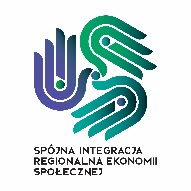 SPÓJNA INTEGRACJA
REGIONALNA EKONOMII
SPOŁECZNEJ